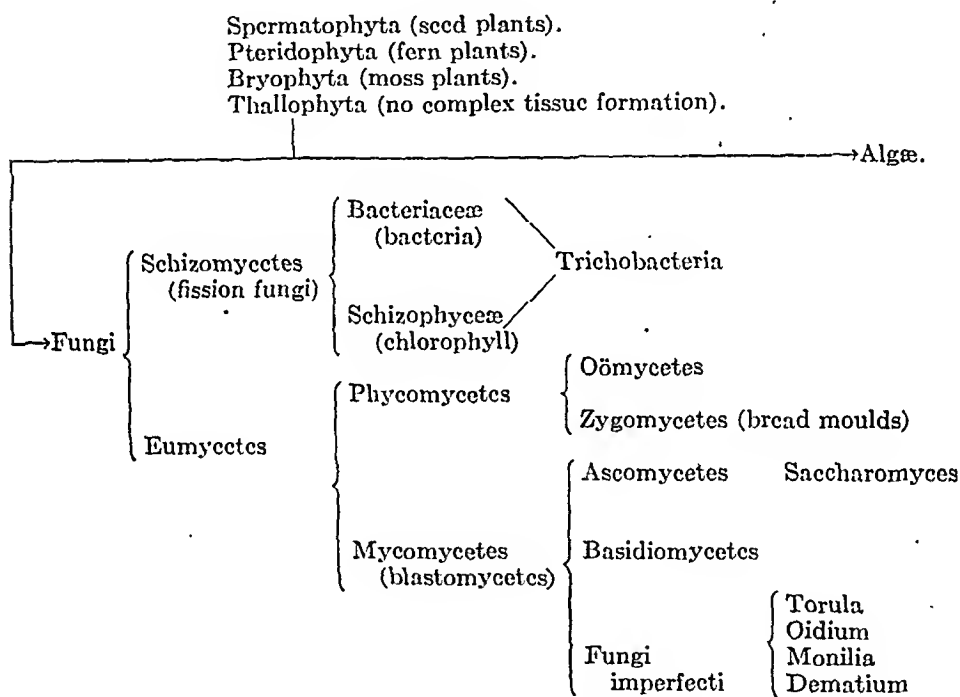 Spermatophyta (seed plants).
Pteridophyta (fern plants).
Bryophyta (moss plants).
Thallophyta (no complex tissue formation).
→Algæ.
Bacteriaceæ
(bacteria)
Schizomycetes
(fission fungi)
Trichobacteria
Schizophyceæ
(chlorophyll)
→Fungi
Phycomycetes
Oömycetes
Zygomycetes (bread moulds)
Eumycetes
Ascomycetes Saccharomyces
Mycomycetes
(blastomycetes)
Basidiomycetes
Fungi
imperfecti
Torula
Oidium
Monilia
Dematium